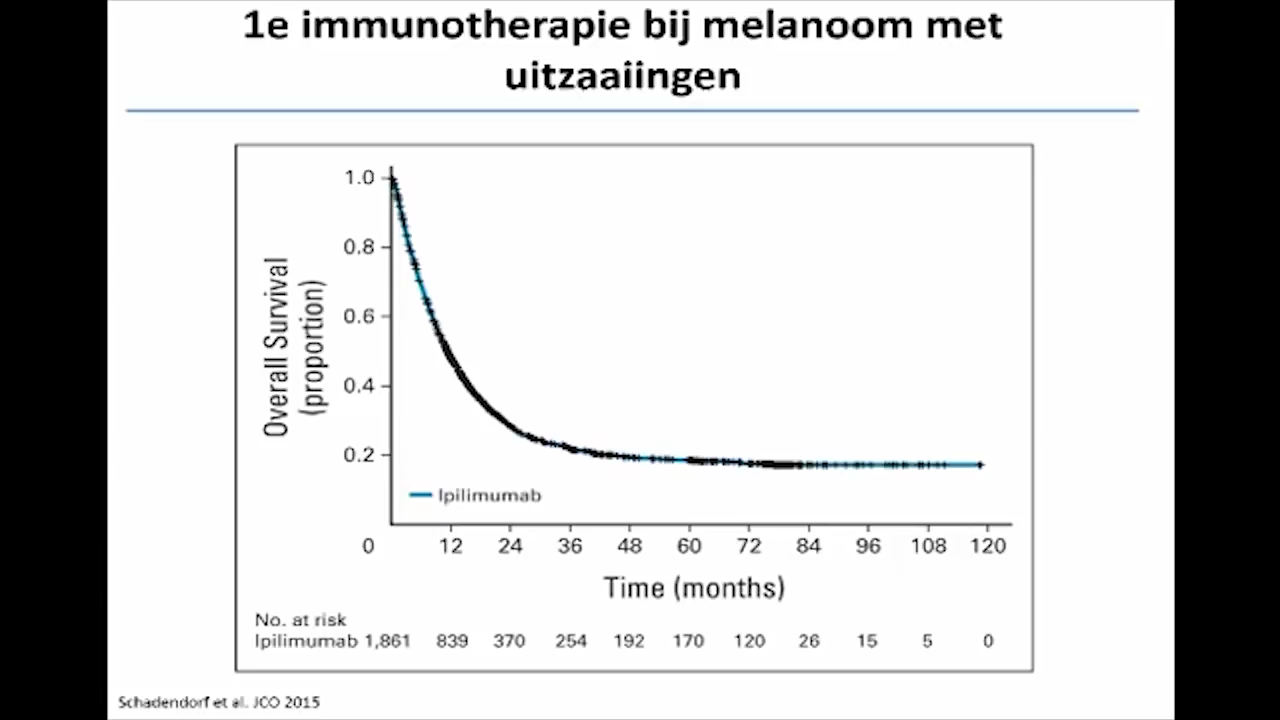 1e immunotherapie bij melanoom met
uitzaaiingen
1.0
0.8
0.6
0.4
0.2
Overall Survival
(proportion)
Ipilimumab
0 12 24 36 48 60 72 84 96 108 120
Time (months)
No. at risk
Ipilimumab 1,861 839 370 254 192 170 120 26 15 5 0
Schadendorf et al. JCO 2015